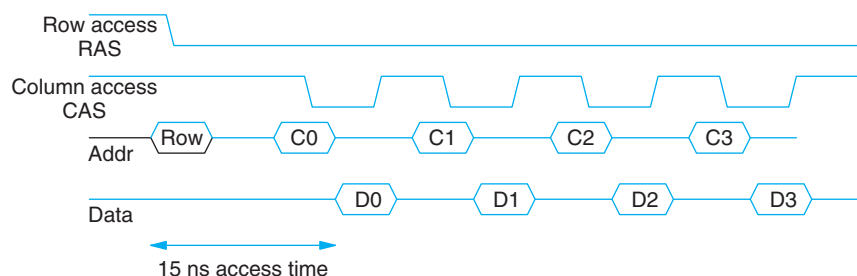 Row access
RAS
Column access
CAS
Row C0 C1 C2 C3
Addr
D0 D1 D2 D3
Data
15 ns access time